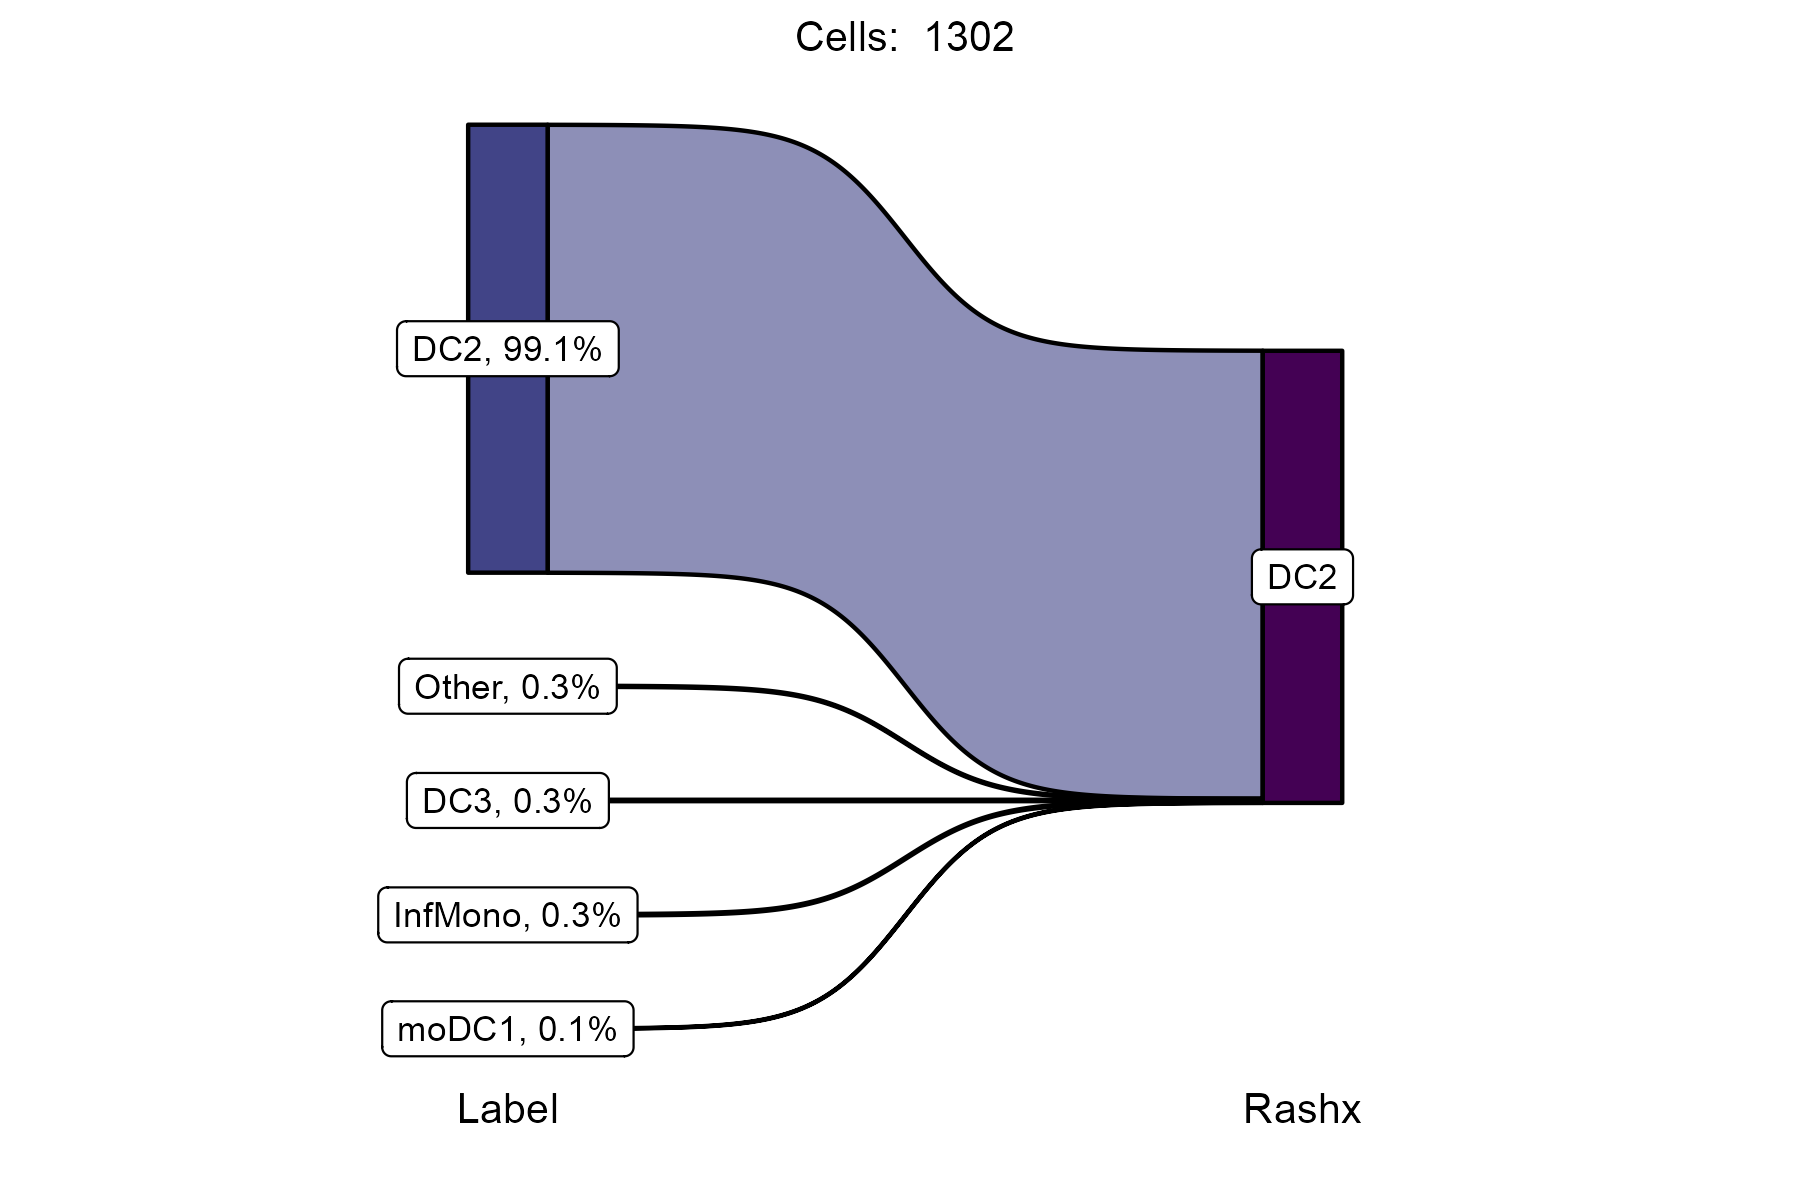 Cells:  1302
DC2, 99.1%
DC2
Other, 0.3%
DC3, 0.3%
InfMono, 0.3%
moDC1, 0.1%
Label
Rashx